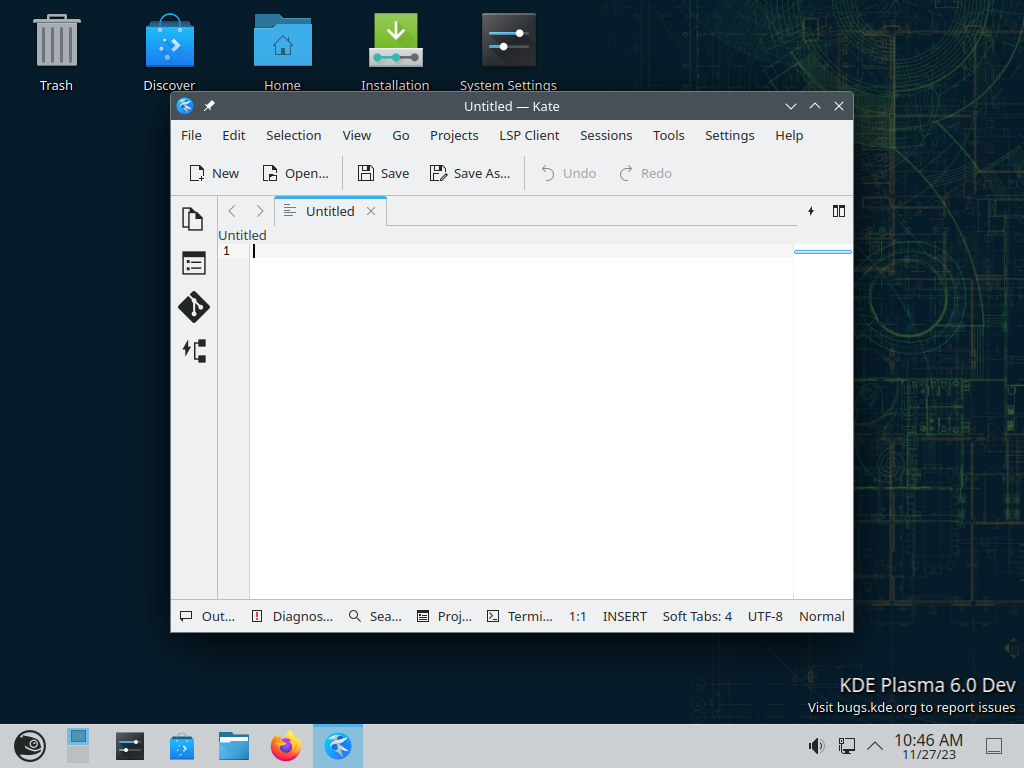 Trash
Discover
Home
Installation
System Settings
Untitled — Kate
File Edit Selection View Go Projects LSP Client Sessions Tools Settings Help
New Open... Save Save As... Undo Redo
Untitled
Untitled
1
Out... Diagnos... Sea... Proj... Termi... 1:1 INSERT Soft Tabs: 4 UTF-8 Normal
KDE Plasma 6.0 Dev
Visit bugs.kde.org to report issues
10:46 AM
11/27/23